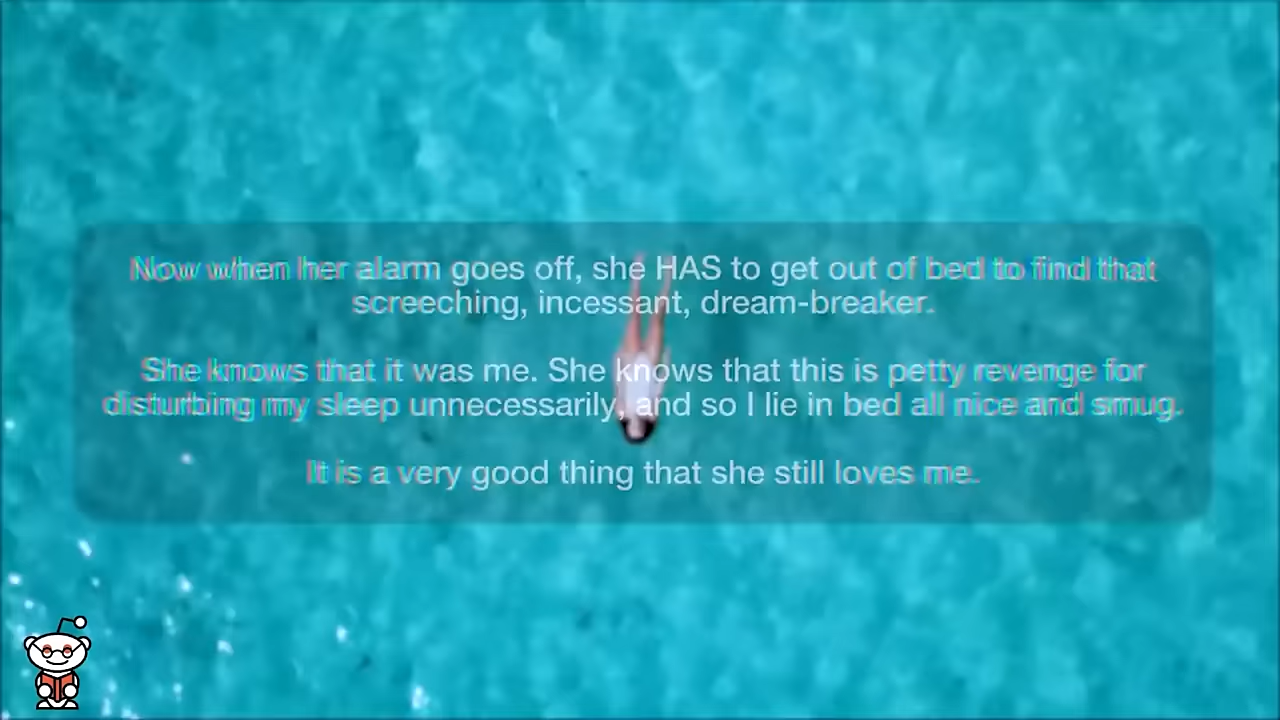 Now when her alarm goes off, she HAS to get out of bed to find that
screeching, incessant, dream-breaker.
She knows that it was me. She knows that this is petty revenge for
disturbing my sleep unnecessarily, and so I lie in bed all nice and smug.
It is a very good thing that she still loves me.